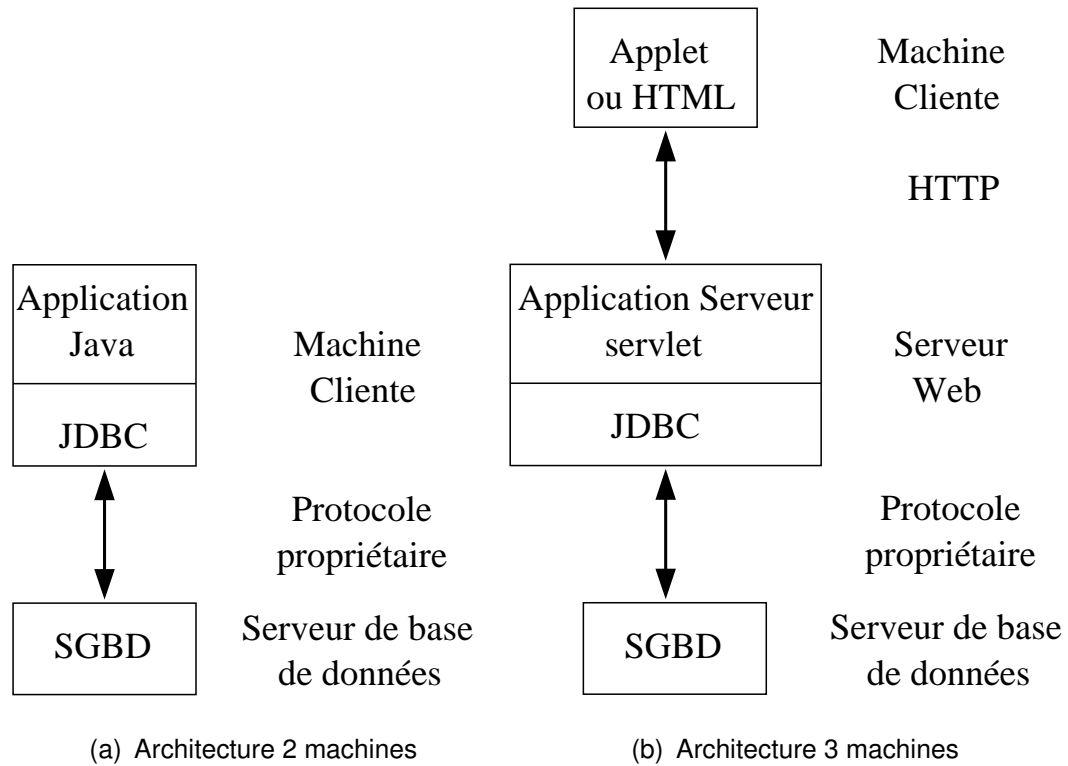 Applet
ou HTML
Machine
Cliente
HTTP
Application
Java
JDBC
Machine
Cliente
Protocole
propriétaire
SGBD
Serveur de base
de données
Application Serveur
servlet
JDBC
Serveur
Web
Protocole
propriétaire
SGBD
Serveur de base
de données
(a) Architecture 2 machines
(b) Architecture 3 machines